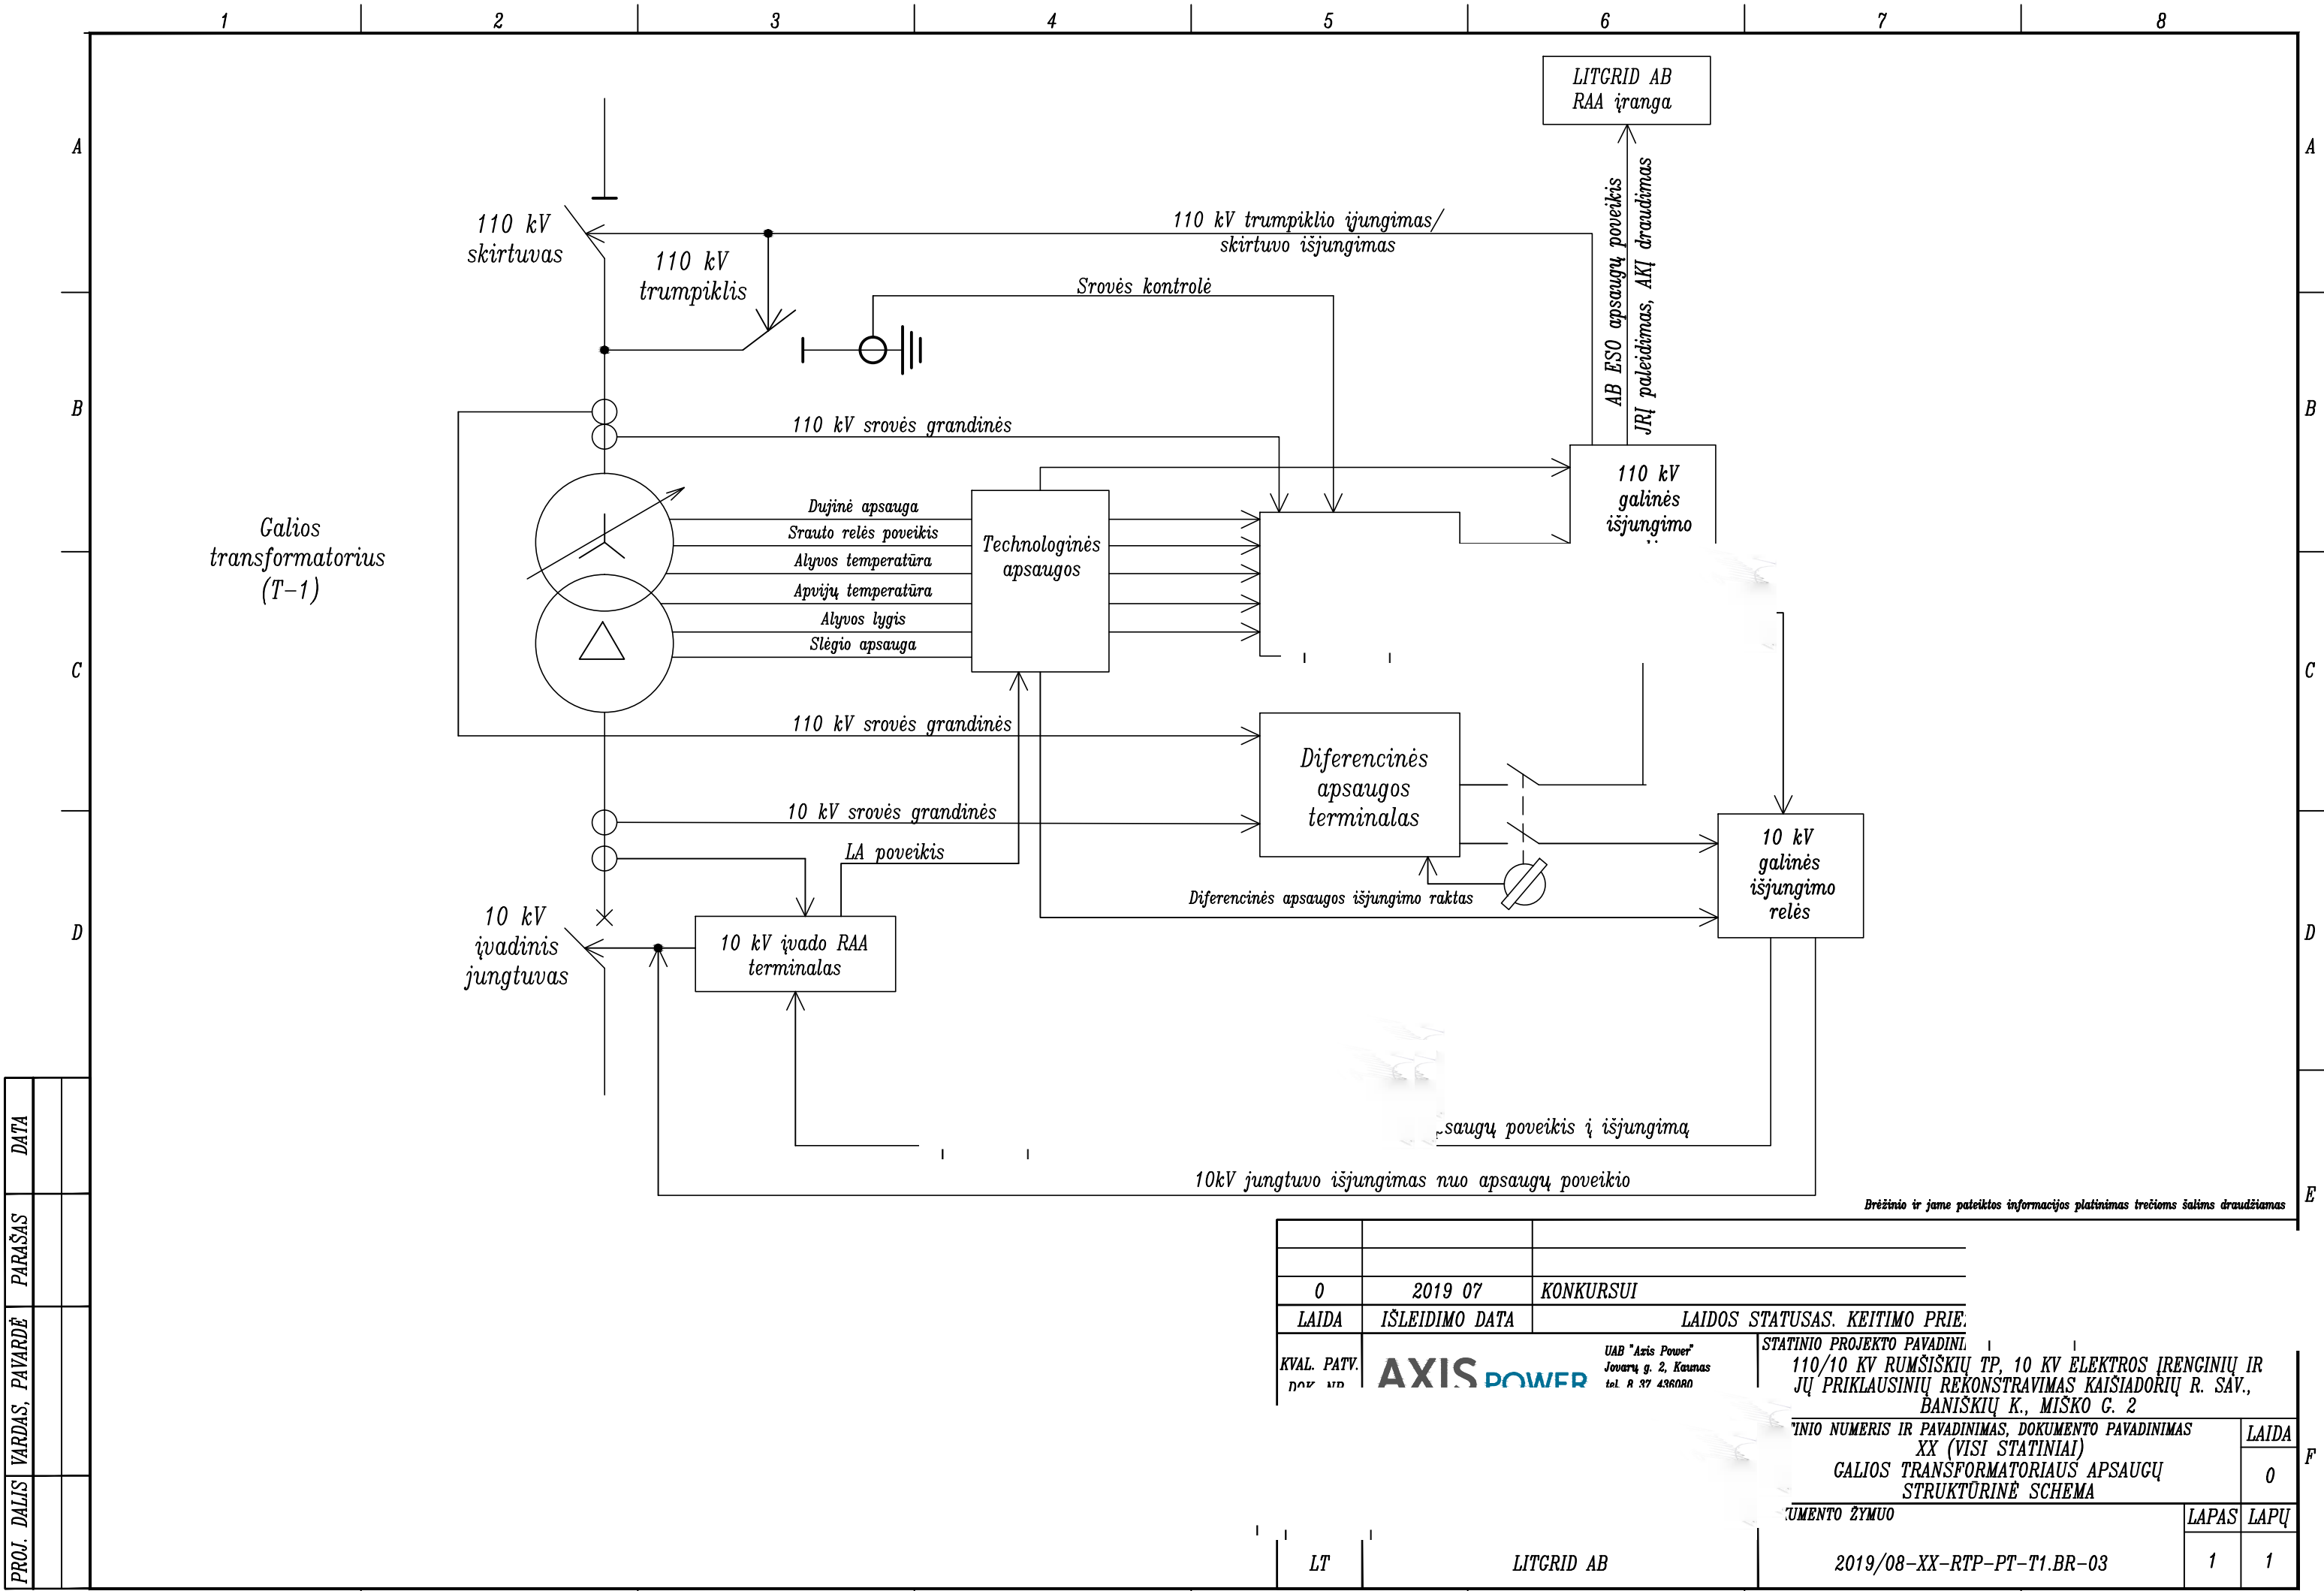 1 2 3 4 5 6 7 8
LITGRID AB
RAA įranga
A
A
110 kV
skirtuvas
110 kV trumpiklio įjungimas/
skirtuvo išjungimas
110 kV
trumpiklis
Srovės kontrolė
AB ESO apsaugų poveikis
JRĮ paleidimas, AKĮ draudimas
B
B
110 kV srovės grandinės
110 kV
galinės
išjungimo
Galios
transformatorius
(T-1)
Dujinė apsauga
Srauto relės poveikis
Alyvos temperatūra
Apvijų temperatūra
Alyvos lygis
Slėgio apsauga
Technologinės
apsaugos
C
C
110 kV srovės grandinės
Diferencinės
apsaugos
terminalas
10 kV srovės grandinės
LA poveikis
10 kV
galinės
išjungimo
relės
Diferencinės apsaugos išjungimo raktas
D
D
10 kV
įvadinis
jungtuvas
10 kV įvado RAA
terminalas
poveikis į išjungimą
10kV jungtuvo išjungimas nuo apsaugų poveikio
E
Brėžinio ir jame pateiktos informacijos platinimas trečioms šalims draudžiamas
DATA
PARAŠAS
VARDAS, PAVARDĖ
PROJ. DALIS
0 2019 07 KONKURSUI
LAIDA IŠLEIDIMO DATA LAIDOS STATUSAS. KEITIMO
KVAL. PATV.
AXIS POWER
UAB "Axis Power"
Jovarų g. 2, Kaunas
tel. 8 37 436080
STATINIO PROJEKTO
110/10 KV RUMŠIŠKIŲ TP, 10 KV ELEKTROS ĮRENGINIŲ IR
JŲ PRIKLAUSINIŲ REKONSTRAVIMAS KAIŠIADORIŲ R. SAV.,
BANIŠKIŲ K., MIŠKO G. 2
NUMERIS IR PAVADINIMAS, DOKUMENTO PAVADINIMAS
LAIDA
XX (VISI STATINIAI)
GALIOS TRANSFORMATORIAUS APSAUGŲ
STRUKTŪRINĖ SCHEMA
0
F
ŽYMUO
LAPAS LAPŲ
LT LITGRID AB 2019/08-XX-RTP-PT-T1.BR-03 1 1